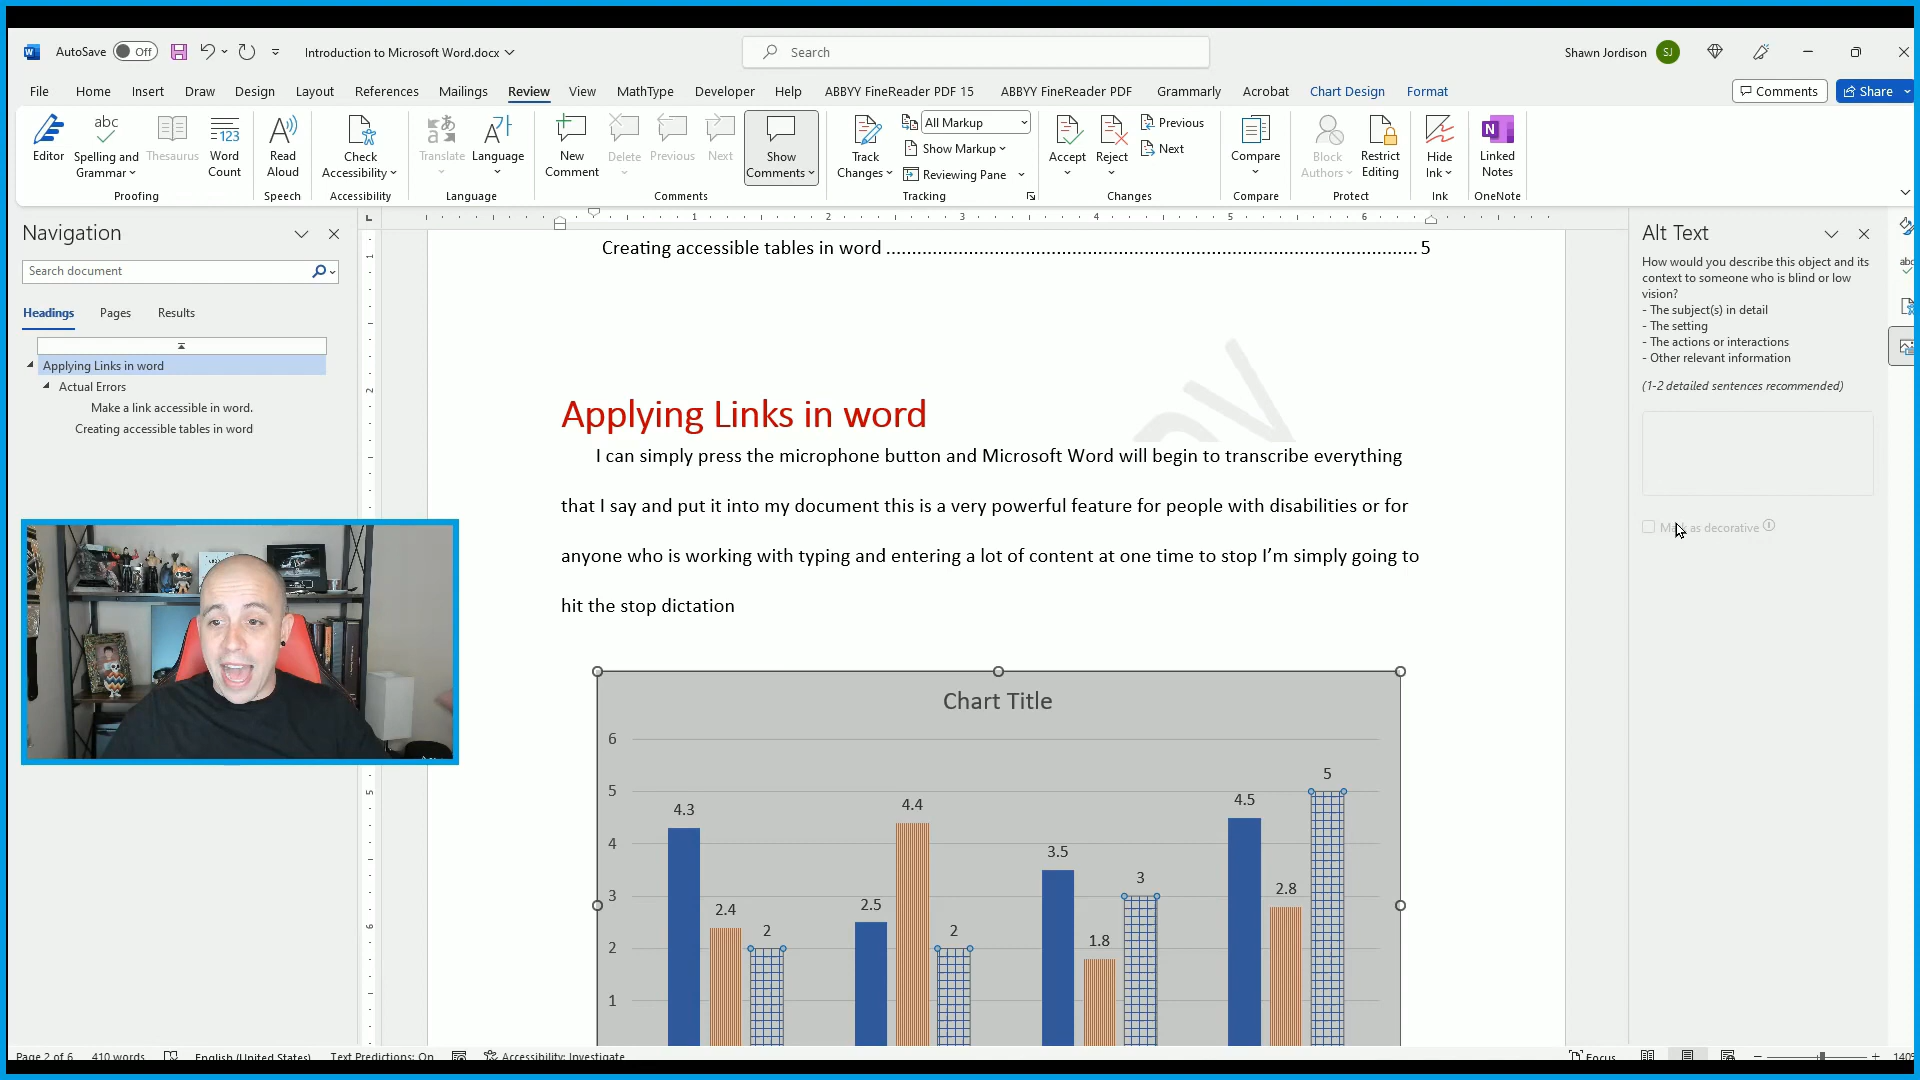 AutoSave Off Introduction to Microsoft Word.docx Search Shawn Jordison SJ
File Home Insert Draw Design Layout References Mailings Review View MathType Developer Help ABBYY FineReader PDF 15 ABBYY FineReader PDF Grammarly Acrobat Chart Design Format Comments Share
Editor
Spelling and Grammar
Thesaurus
Word Count
Proofing
Read Aloud
Speech
Check Accessibility
Accessibility
Translate
Language
Language
New Comment
Delete
Previous
Next
Show Comments
Comments
Track Changes
All Markup
Show Markup
Reviewing Pane
Tracking
Accept
Reject
Previous
Next
Changes
Compare
Compare
Block Authors
Restrict Editing
Protect
Hide Ink
Ink
Linked Notes
OneNote
Navigation
Search document
Headings Pages Results
Applying Links in word
Actual Errors
Make a link accessible in word.
Creating accessible tables in word
1 2 3 4 5 6
Creating accessible tables in word ........................................................................................................ 5
Applying Links in word
I can simply press the microphone button and Microsoft Word will begin to transcribe everything
that I say and put it into my document this is a very powerful feature for people with disabilities or for
anyone who is working with typing and entering a lot of content at one time to stop I’m simply going to
hit the stop dictation
Chart Title
6
5
4
3
2
1
4.3 2.4 2
2.5 4.4 2
3.5 1.8 3
4.5 2.8 5
Alt Text
How would you describe this object and its
context to someone who is blind or low
vision?
- The subject(s) in detail
- The setting
- The actions or interactions
- Other relevant information
(1-2 detailed sentences recommended)
Mark as decorative
Page 2 of 6 410 words English (United States) Text Predictions: On Accessibility: Investigate Focus 140%